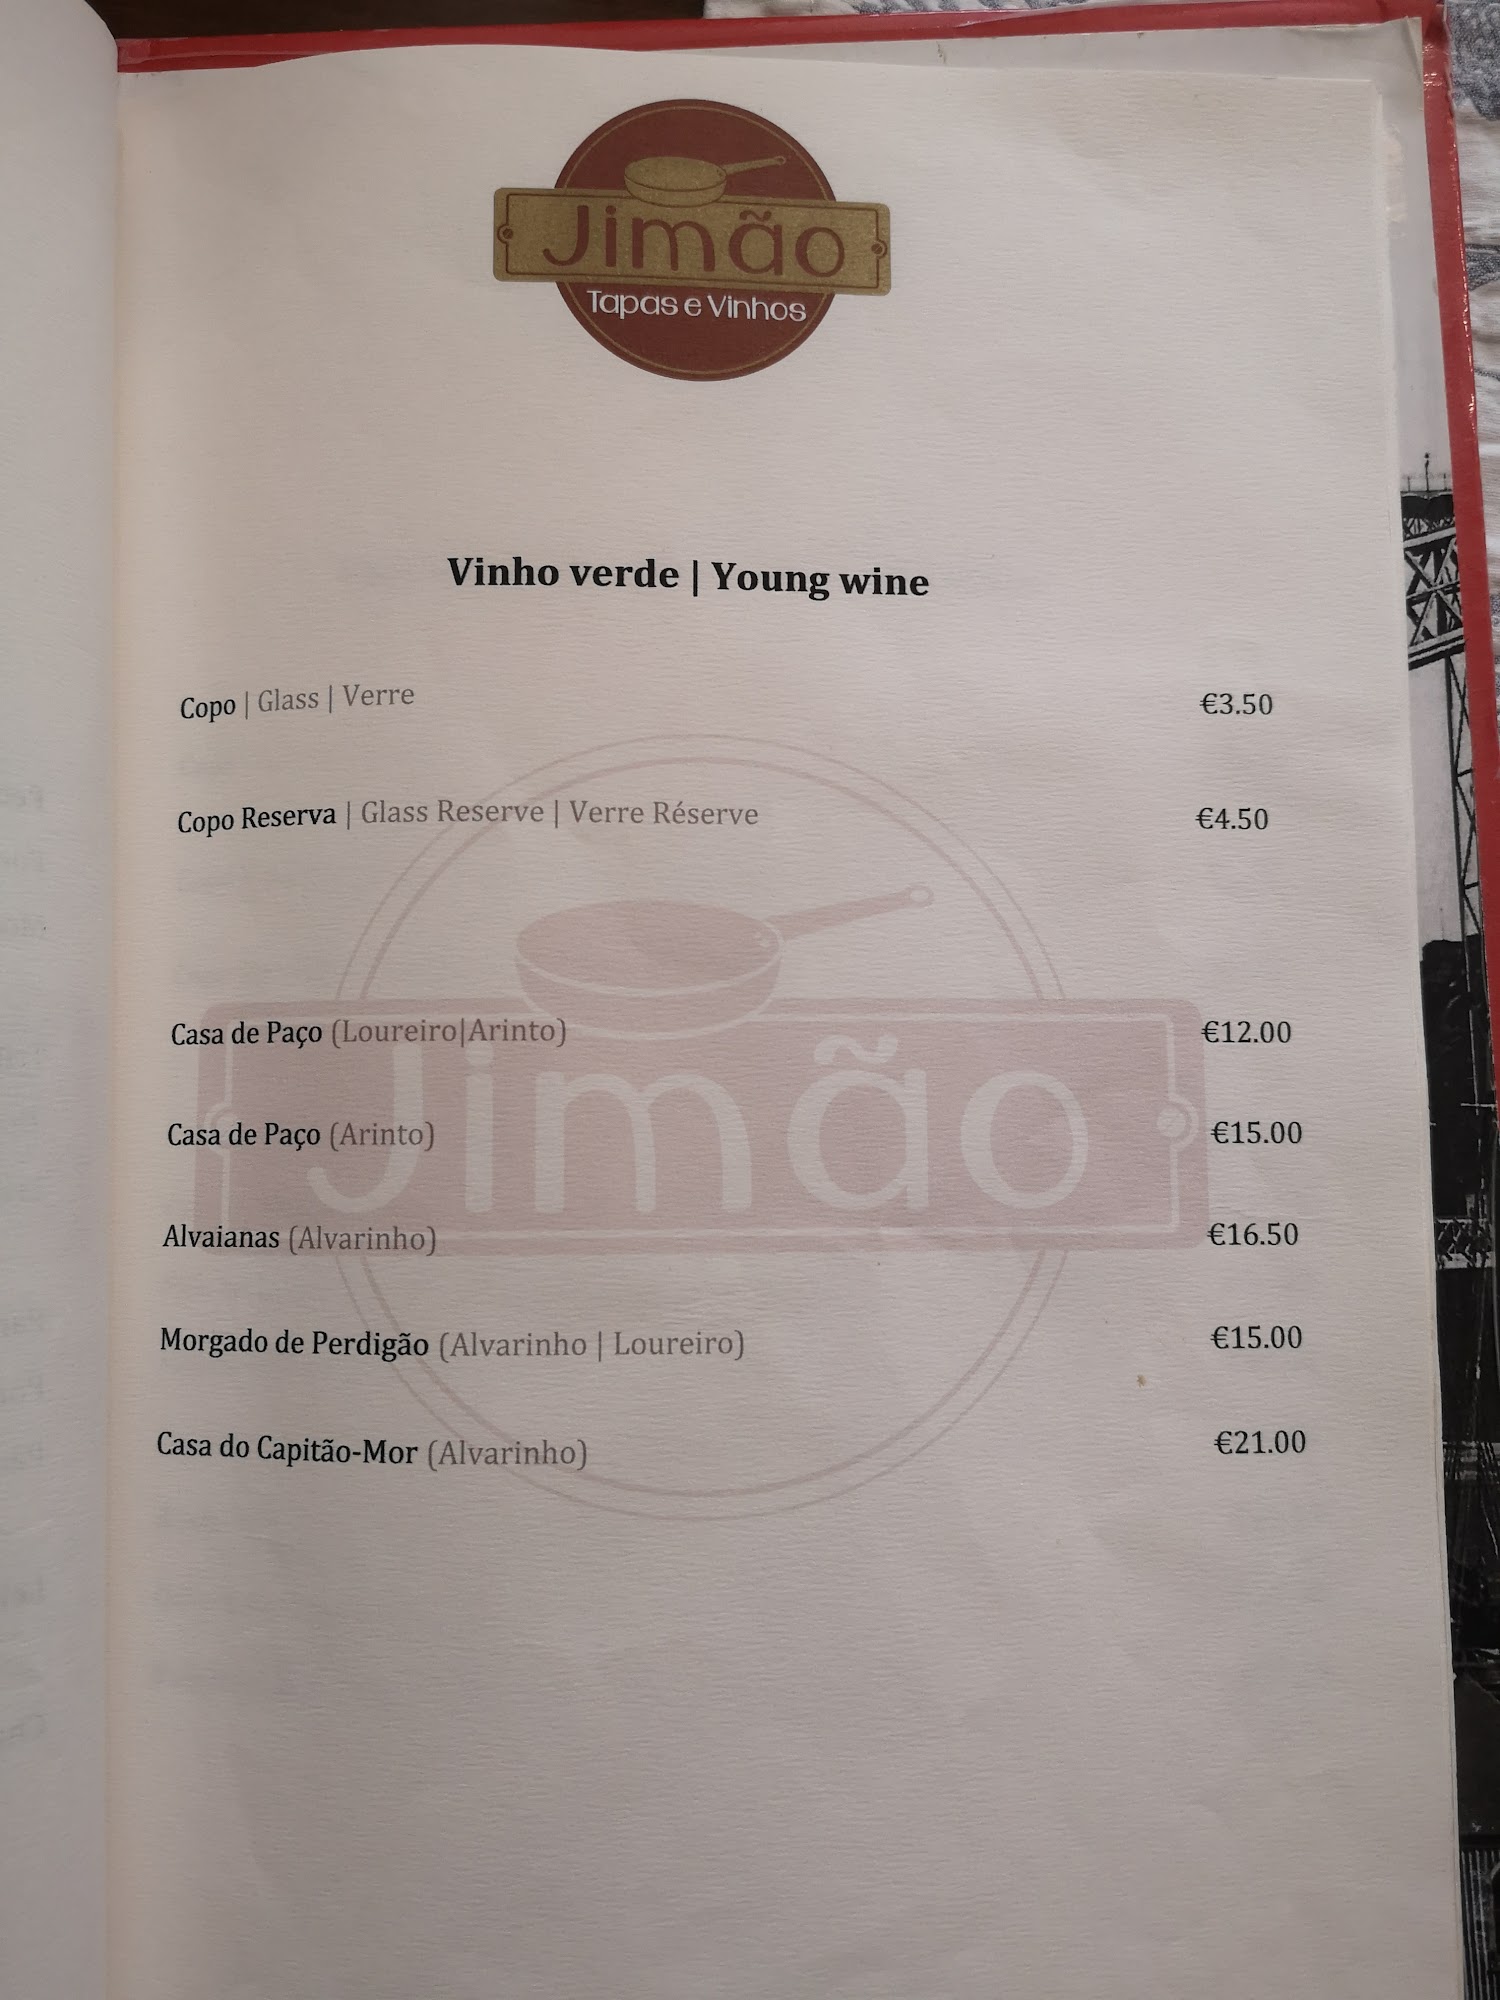 Jimão
Tapas e Vinhos
Vinho verde | Young wine
Copo | Glass | Verre €3.50
Copo Reserva | Glass Reserve | Verre Réserve €4.50
Casa de Paço (Loureiro|Arinto) €12.00
Casa de Paço (Arinto) €15.00
Alvaianas (Alvarinho) €16.50
Morgado de Perdigão (Alvarinho | Loureiro) €15.00
Casa do Capitão-Mor (Alvarinho) €21.00
Jimão